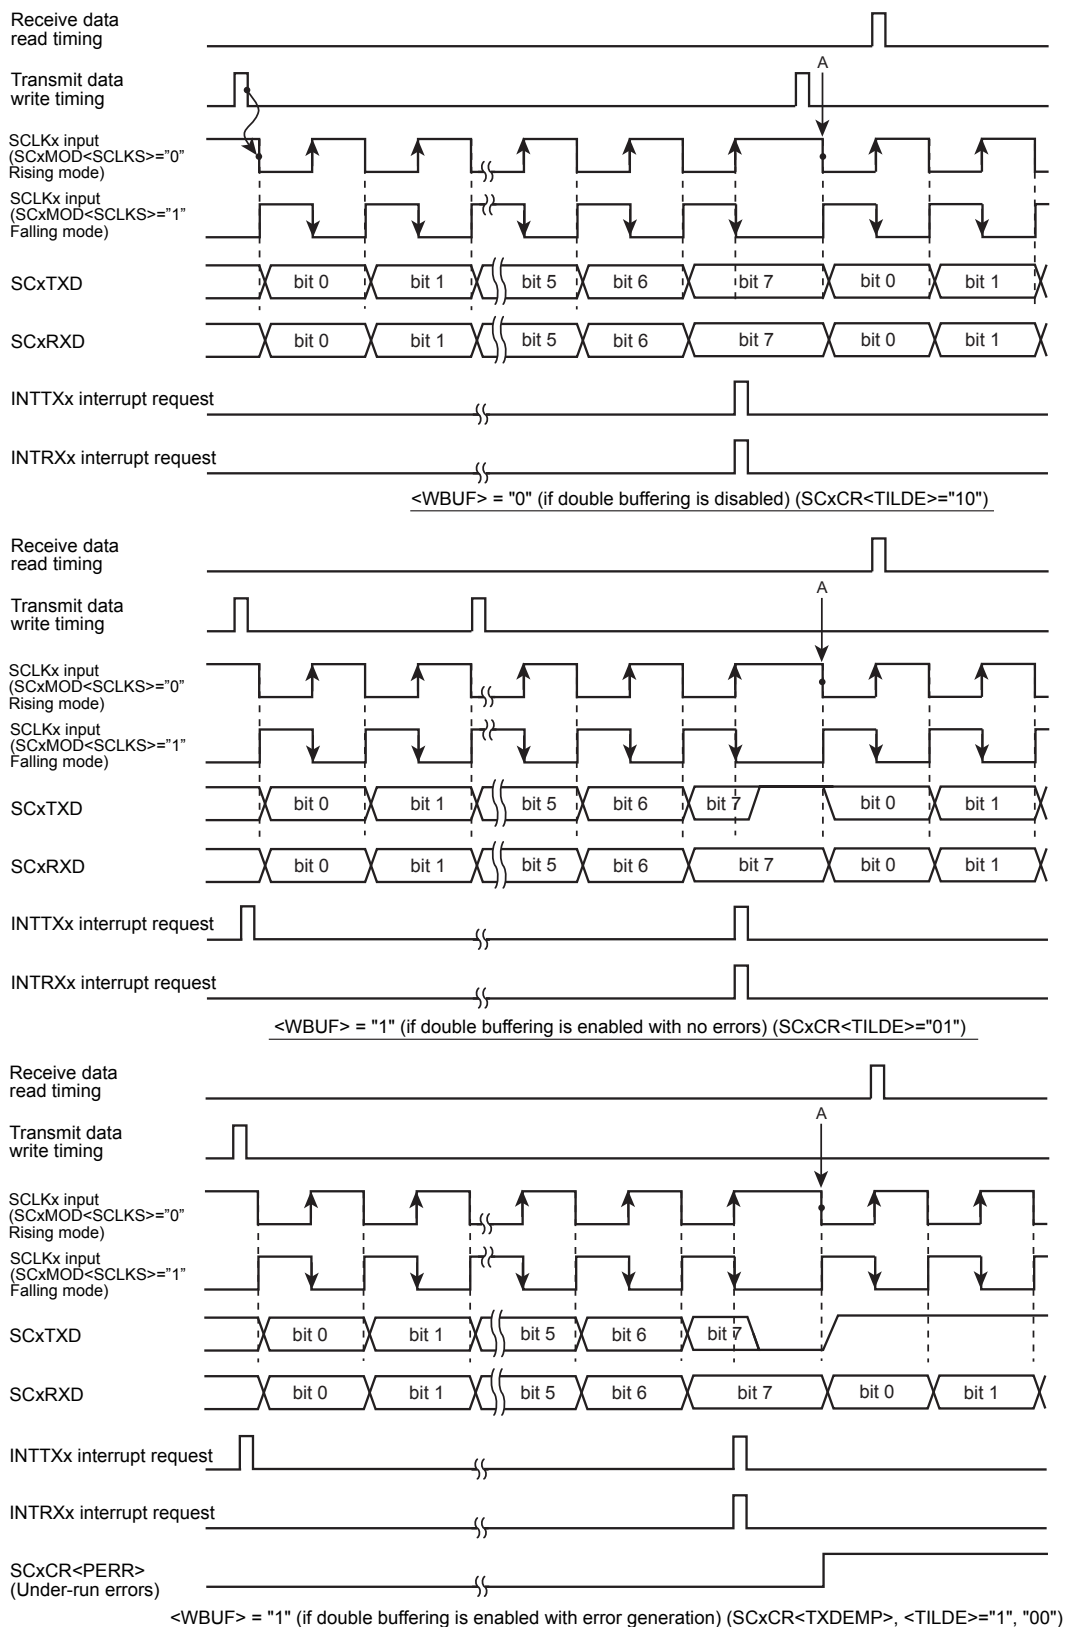 Receive data
read timing
Transmit data
write timing
A
SCLKx input
(SCxMOD<SCLKS>="0"
Rising mode)
SCLKx input
(SCxMOD<SCLKS>="1"
Falling mode)
SCxTXD
bit 0 bit 1 bit 5 bit 6 bit 7 bit 0 bit 1
SCxRXD
bit 0 bit 1 bit 5 bit 6 bit 7 bit 0 bit 1
INTTXx interrupt request
INTRXx interrupt request
<WBUF> = "0" (if double buffering is disabled) (SCxCR<TILDE>="10")
Receive data
read timing
Transmit data
write timing
A
SCLKx input
(SCxMOD<SCLKS>="0"
Rising mode)
SCLKx input
(SCxMOD<SCLKS>="1"
Falling mode)
SCxTXD
bit 0 bit 1 bit 5 bit 6 bit 7 bit 0 bit 1
SCxRXD
bit 0 bit 1 bit 5 bit 6 bit 7 bit 0 bit 1
INTTXx interrupt request
INTRXx interrupt request
<WBUF> = "1" (if double buffering is enabled with no errors) (SCxCR<TILDE>="01")
Receive data
read timing
Transmit data
write timing
A
SCLKx input
(SCxMOD<SCLKS>="0"
Rising mode)
SCLKx input
(SCxMOD<SCLKS>="1"
Falling mode)
SCxTXD
bit 0 bit 1 bit 5 bit 6 bit 7
SCxRXD
bit 0 bit 1 bit 5 bit 6 bit 7 bit 0 bit 1
INTTXx interrupt request
INTRXx interrupt request
SCxCR<PERR>
(Under-run errors)
<WBUF> = "1" (if double buffering is enabled with error generation) (SCxCR<TXDEMP>, <TILDE>="1", "00")